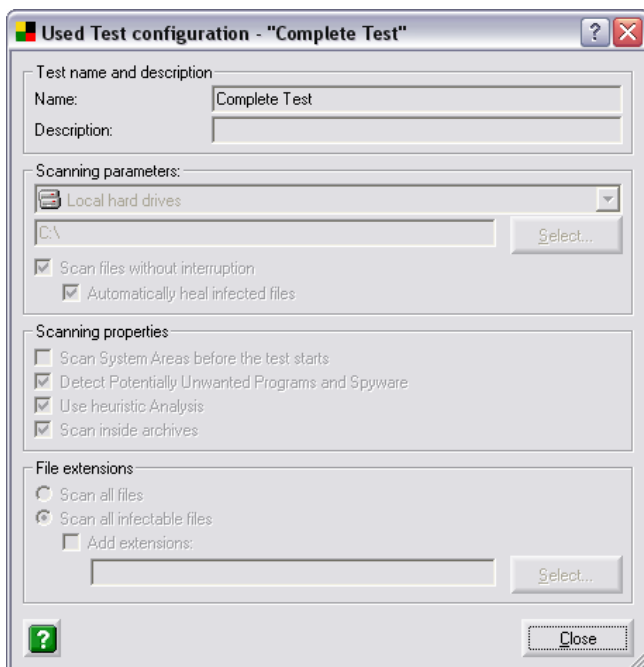 Used Test configuration - "Complete Test"
Test name and description
Name: Complete Test
Description:
Scanning parameters:
Local hard drives
C:\ Select...
Scan files without interruption
Automatically heal infected files
Scanning properties
Scan System Areas before the test starts
Detect Potentially Unwanted Programs and Spyware
Use heuristic Analysis
Scan inside archives
File extensions
Scan all files
Scan all infectable files
Add extensions:
Select...
Close